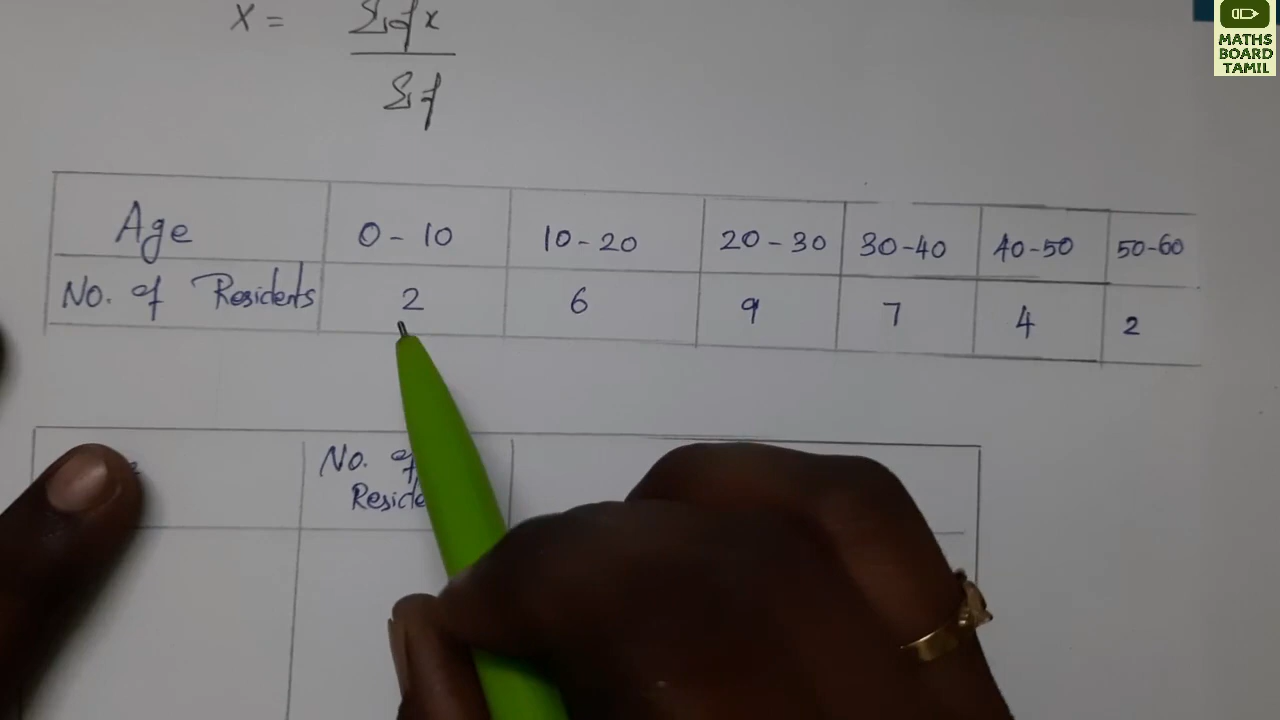 X = Σfx
Σf
MATHS
BOARD
TAMIL
Age 0 - 10 10 - 20 20 - 30 30 - 40 40 - 50 50 - 60
No. of Residents 2 6 9 7 4 2
No. of